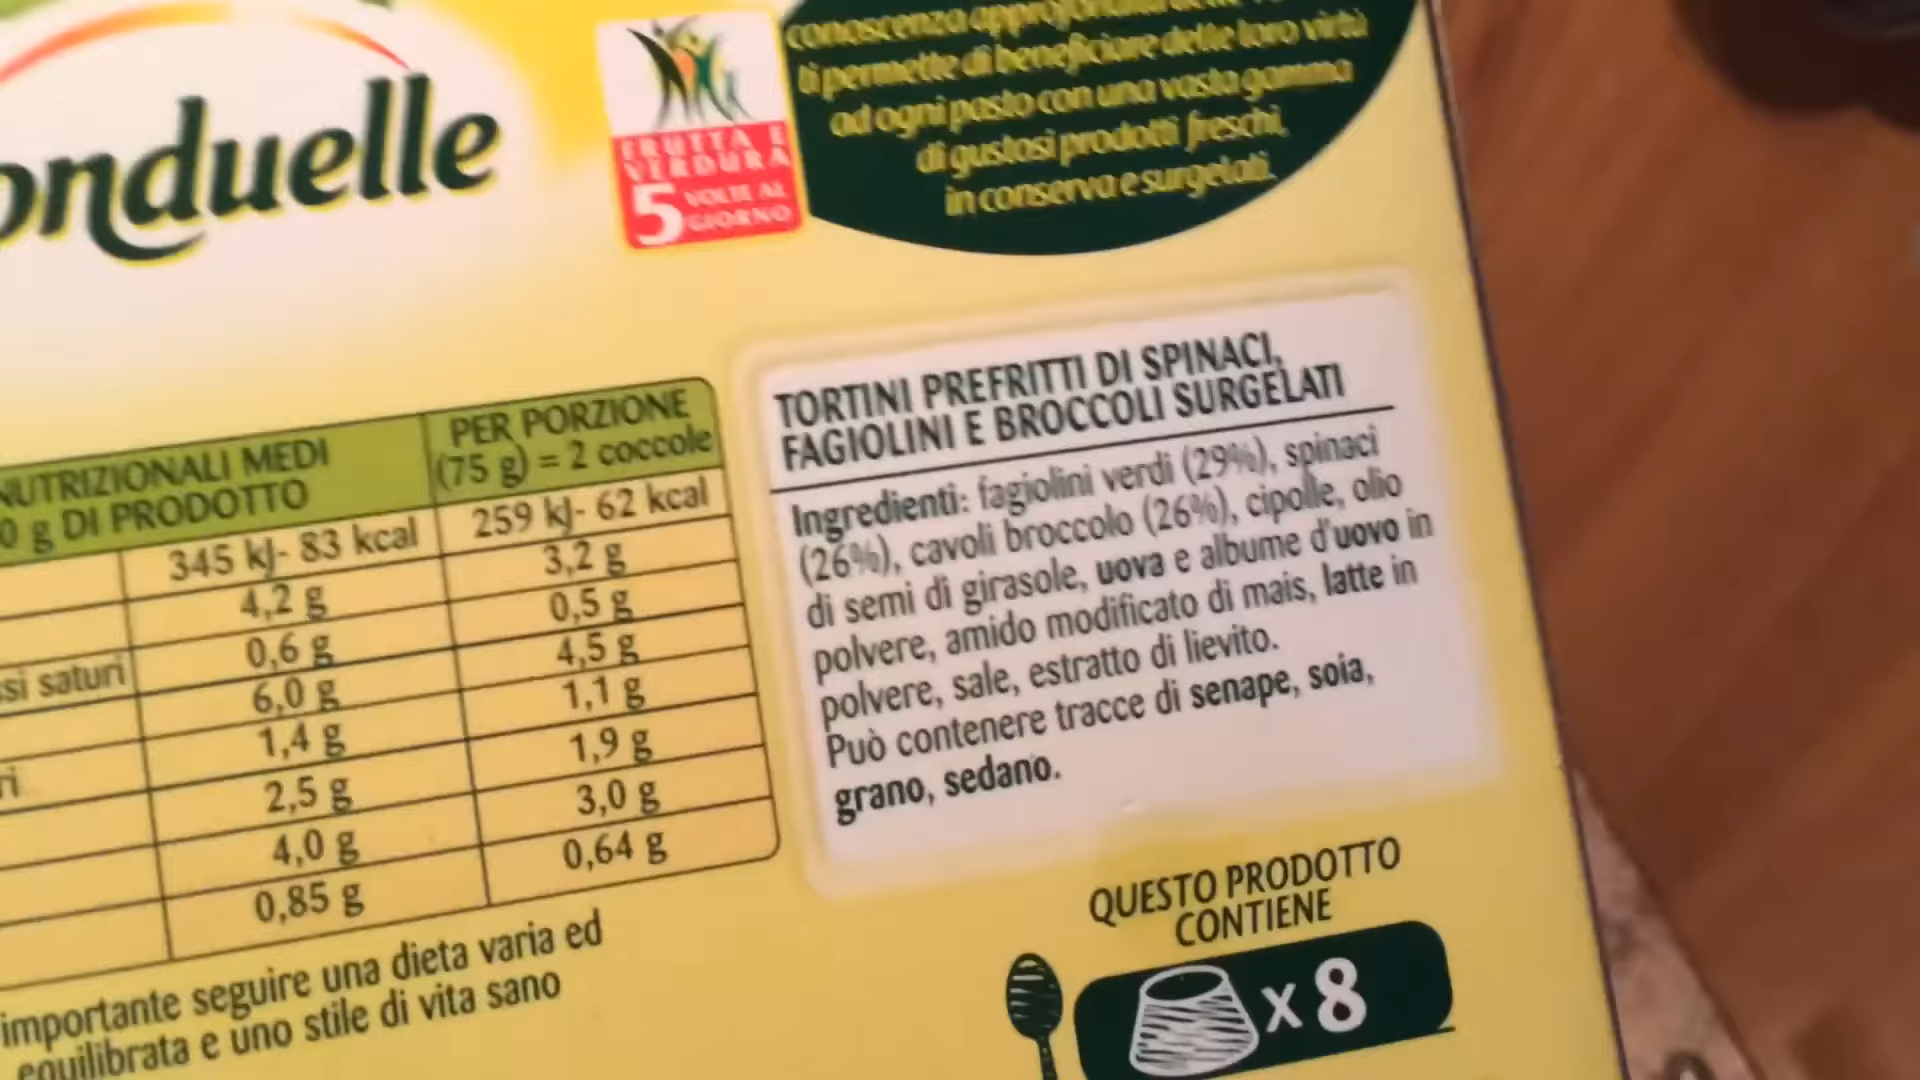 onduelle
FRUTTA E
VERDURA
5 VOLTE AL
GIORNO
conoscenza
ti permette di beneficiare delle loro virtù
ad ogni pasto con una vasta gamma
di gustosi prodotti freschi,
in conserva e surgelati.
NUTRIZIONALI MEDI
0 g DI PRODOTTO
PER PORZIONE
(75 g) = 2 coccole
345 kJ- 83 kcal 259 kJ- 62 kcal
4,2 g 3,2 g
si saturi 0,6 g 0,5 g
6,0 g 4,5 g
ri 1,4 g 1,1 g
2,5 g 1,9 g
4,0 g 3,0 g
0,85 g 0,64 g
importante seguire una dieta varia ed
equilibrata e uno stile di vita sano
TORTINI PREFRITTI DI SPINACI,
FAGIOLINI E BROCCOLI SURGELATI
Ingredienti: fagiolini verdi (29%), spinaci
(26%), cavoli broccolo (26%), cipolle, olio
di semi di girasole, uova e albume d'uovo in
polvere, amido modificato di mais, latte in
polvere, sale, estratto di lievito.
Può contenere tracce di senape, soia,
grano, sedano.
QUESTO PRODOTTO
CONTIENE
x 8